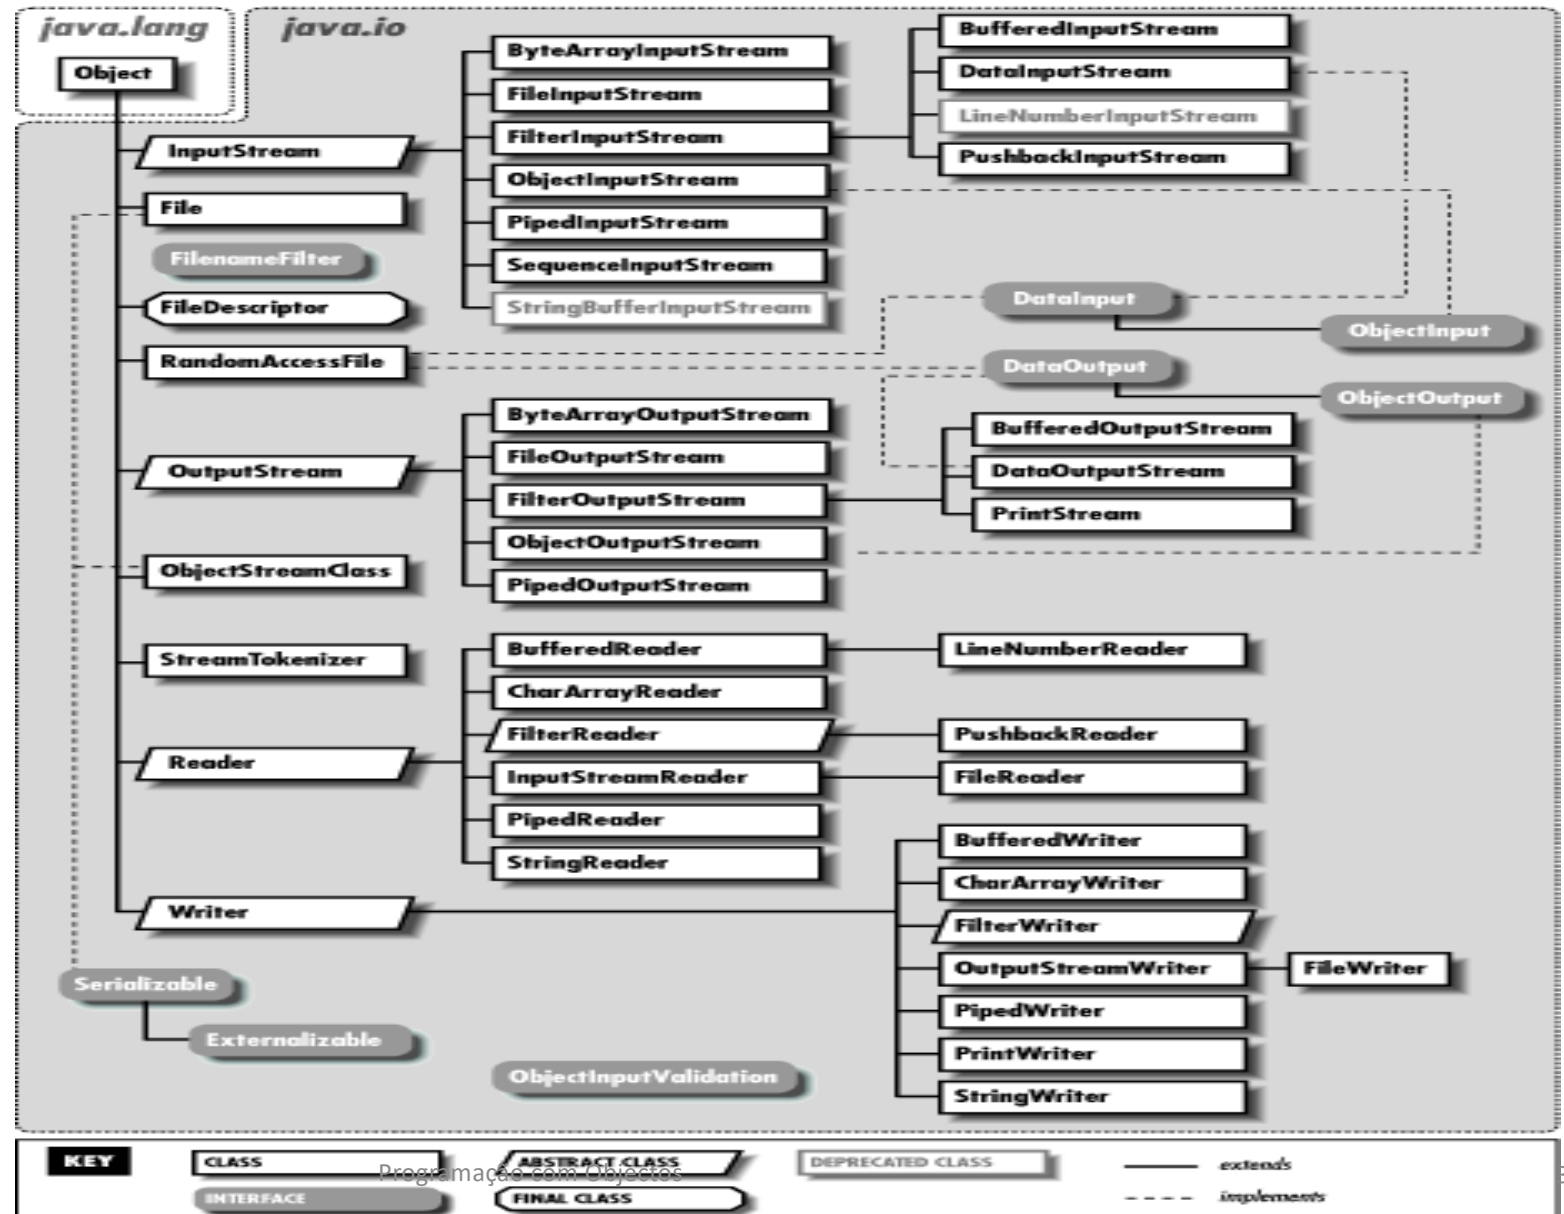 java.lang
java.io
Object
InputStream
File
FilenameFilter
FileDescriptor
RandomAccessFile
OutputStream
ObjectStreamClass
StreamTokenizer
Reader
Writer
Serializable
Externalizable
ByteArrayInputStream
FileInputStream
FilterInputStream
ObjectInputStream
PipedInputStream
SequenceInputStream
StringBufferInputStream
BufferedInputStream
DataInputStream
LineNumberInputStream
PushbackInputStream
DataInput
ObjectInput
DataOutput
ObjectOutput
ByteArrayOutputStream
FileOutputStream
FilterOutputStream
ObjectOutputStream
PipedOutputStream
BufferedOutputStream
DataOutputStream
PrintStream
BufferedReader
CharArrayReader
FilterReader
InputStreamReader
PipedReader
StringReader
LineNumberReader
PushbackReader
FileReader
BufferedWriter
CharArrayWriter
FilterWriter
OutputStreamWriter
FileWriter
PipedWriter
PrintWriter
StringWriter
ObjectInputValidation
KEY
CLASS
ABSTRACT CLASS
DEPRECATED CLASS
extends
Programação com Objectos
INTERFACE
FINAL CLASS
implements